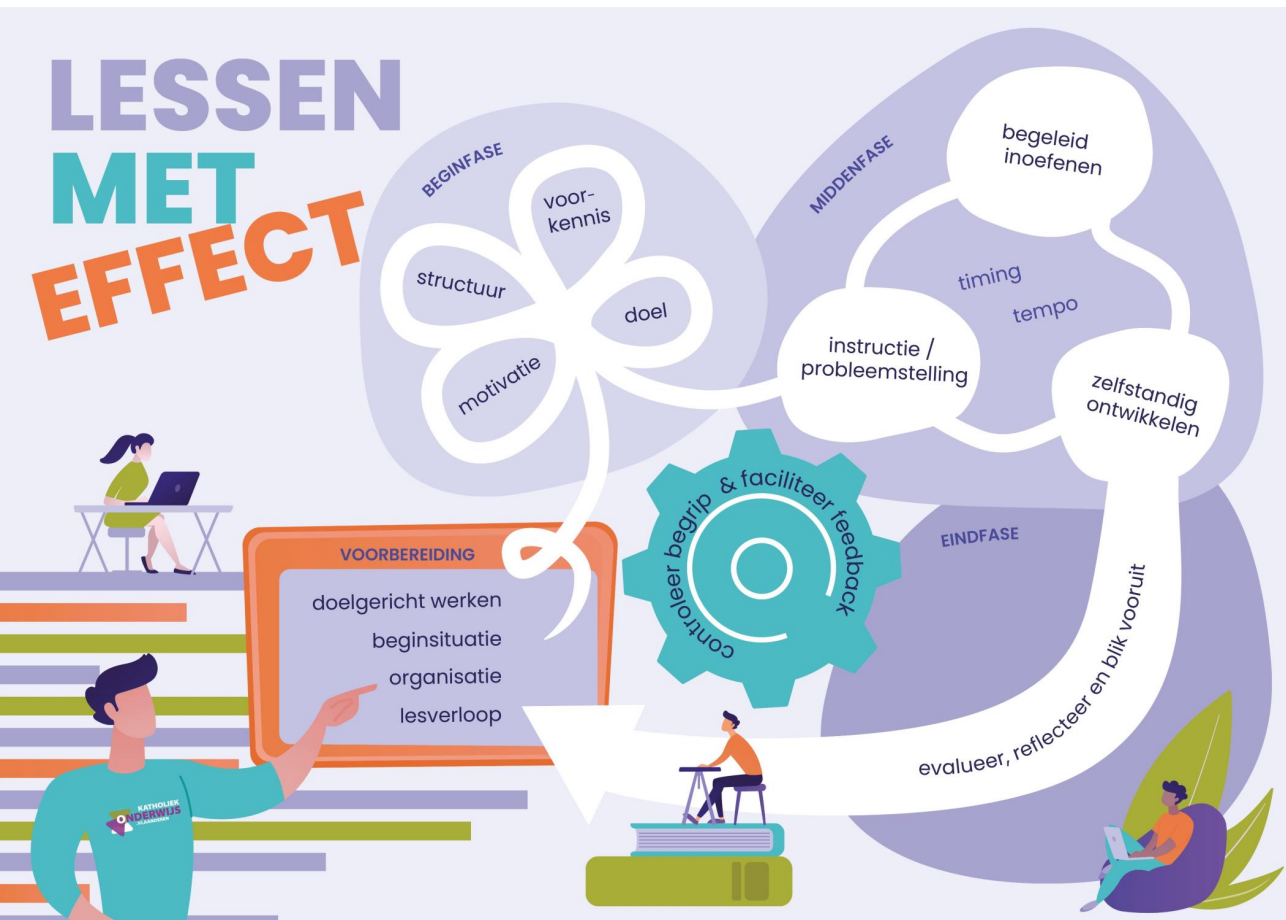 LESSEN
MET
EFFECT
BEGINFASE
voor-
kennis
structuur
doel
motivatie
MIDDENFASE
begeleid
inoefenen
timing
tempo
instructie /
probleemstelling
zelfstandig
ontwikkelen
controleer begrip & faciliteer feedback
EINDFASE
evalueer, reflecteer en blik vooruit
VOORBEREIDING
doelgericht werken
beginsituatie
organisatie
lesverloop
KATHOLIEK
ONDERWIJS
VLAANDEREN